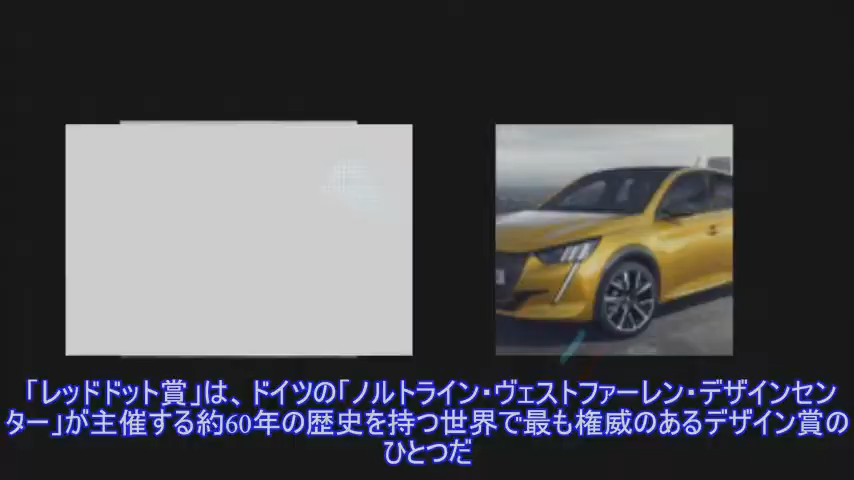 「レッドドット賞」は、ドイツの「ノルトライン・ヴェストファーレン・デザインセン
ター」が主催する約60年の歴史を持つ世界で最も権威のあるデザイン賞の
ひとつだ